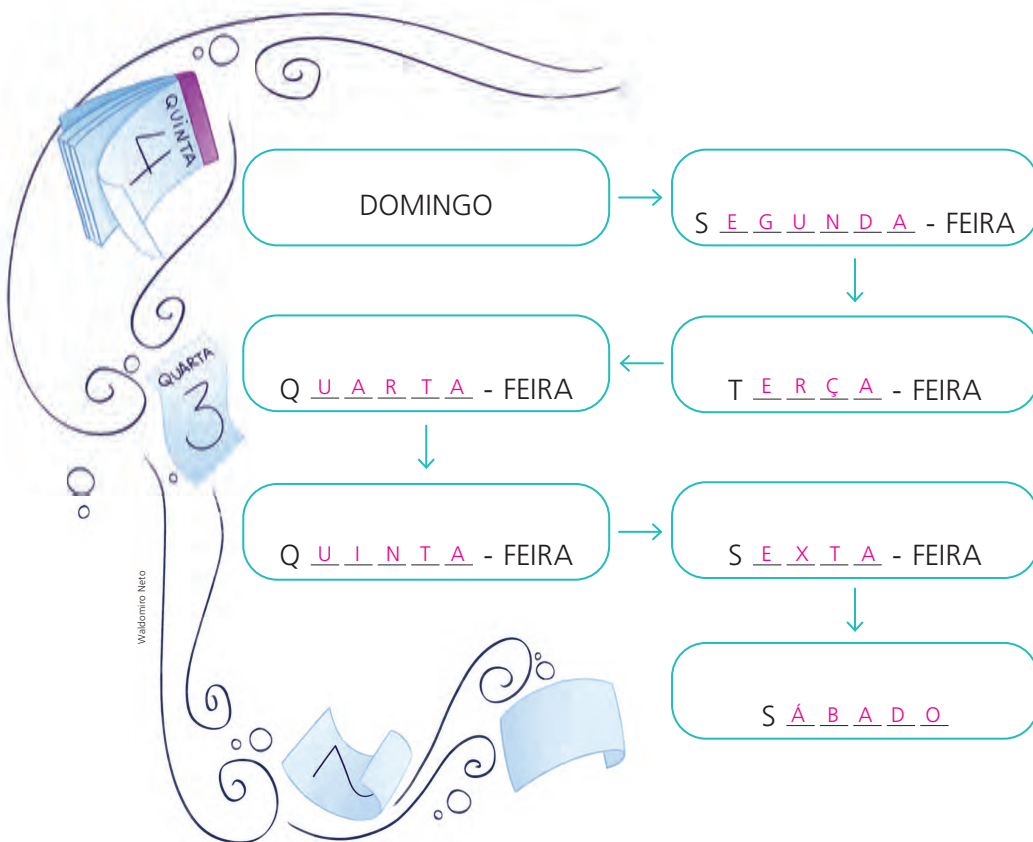 QUINTA
4
DOMINGO
S E G U N D A - FEIRA
Q U A R T A - FEIRA
T E R Ç A - FEIRA
QUARTA
3
Q U I N T A - FEIRA
S E X T A - FEIRA
Waldomiro Neto
S Á B A D O